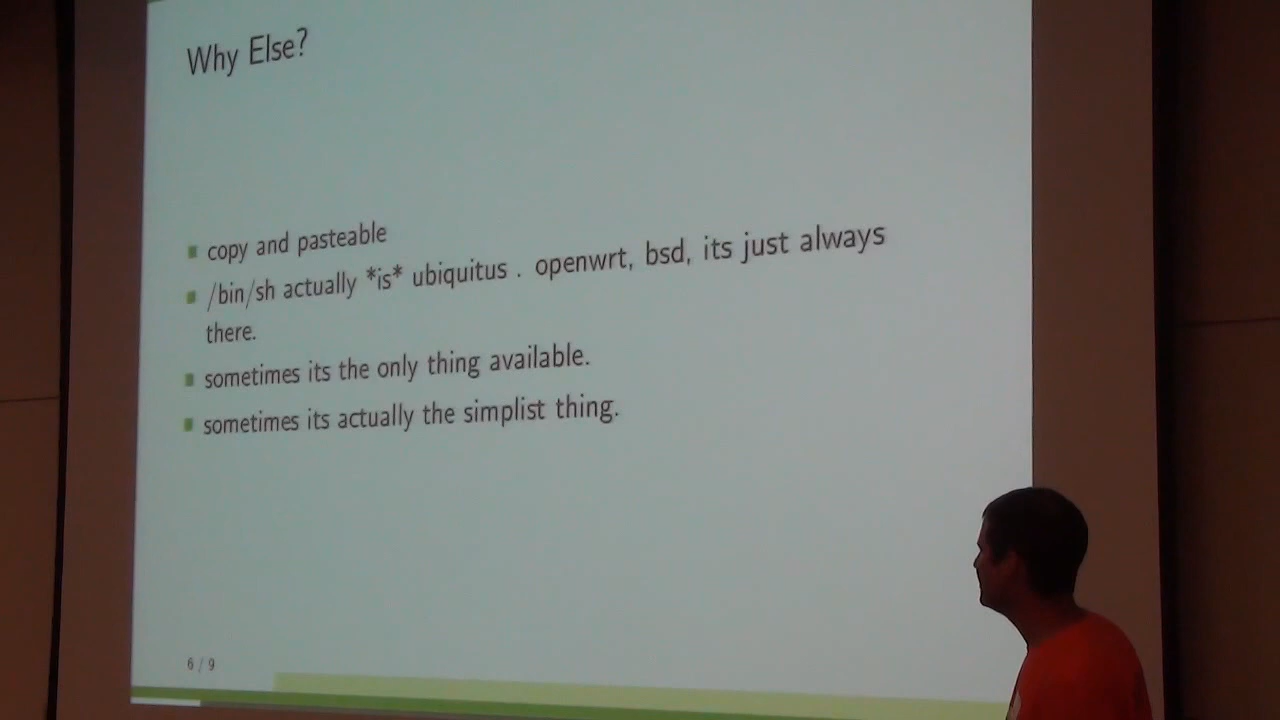 Why Else?
copy and pasteable
/bin/sh actually *is* ubiquitus . openwrt, bsd, its just always
there.
sometimes its the only thing available.
sometimes its actually the simplist thing.
6 / 9